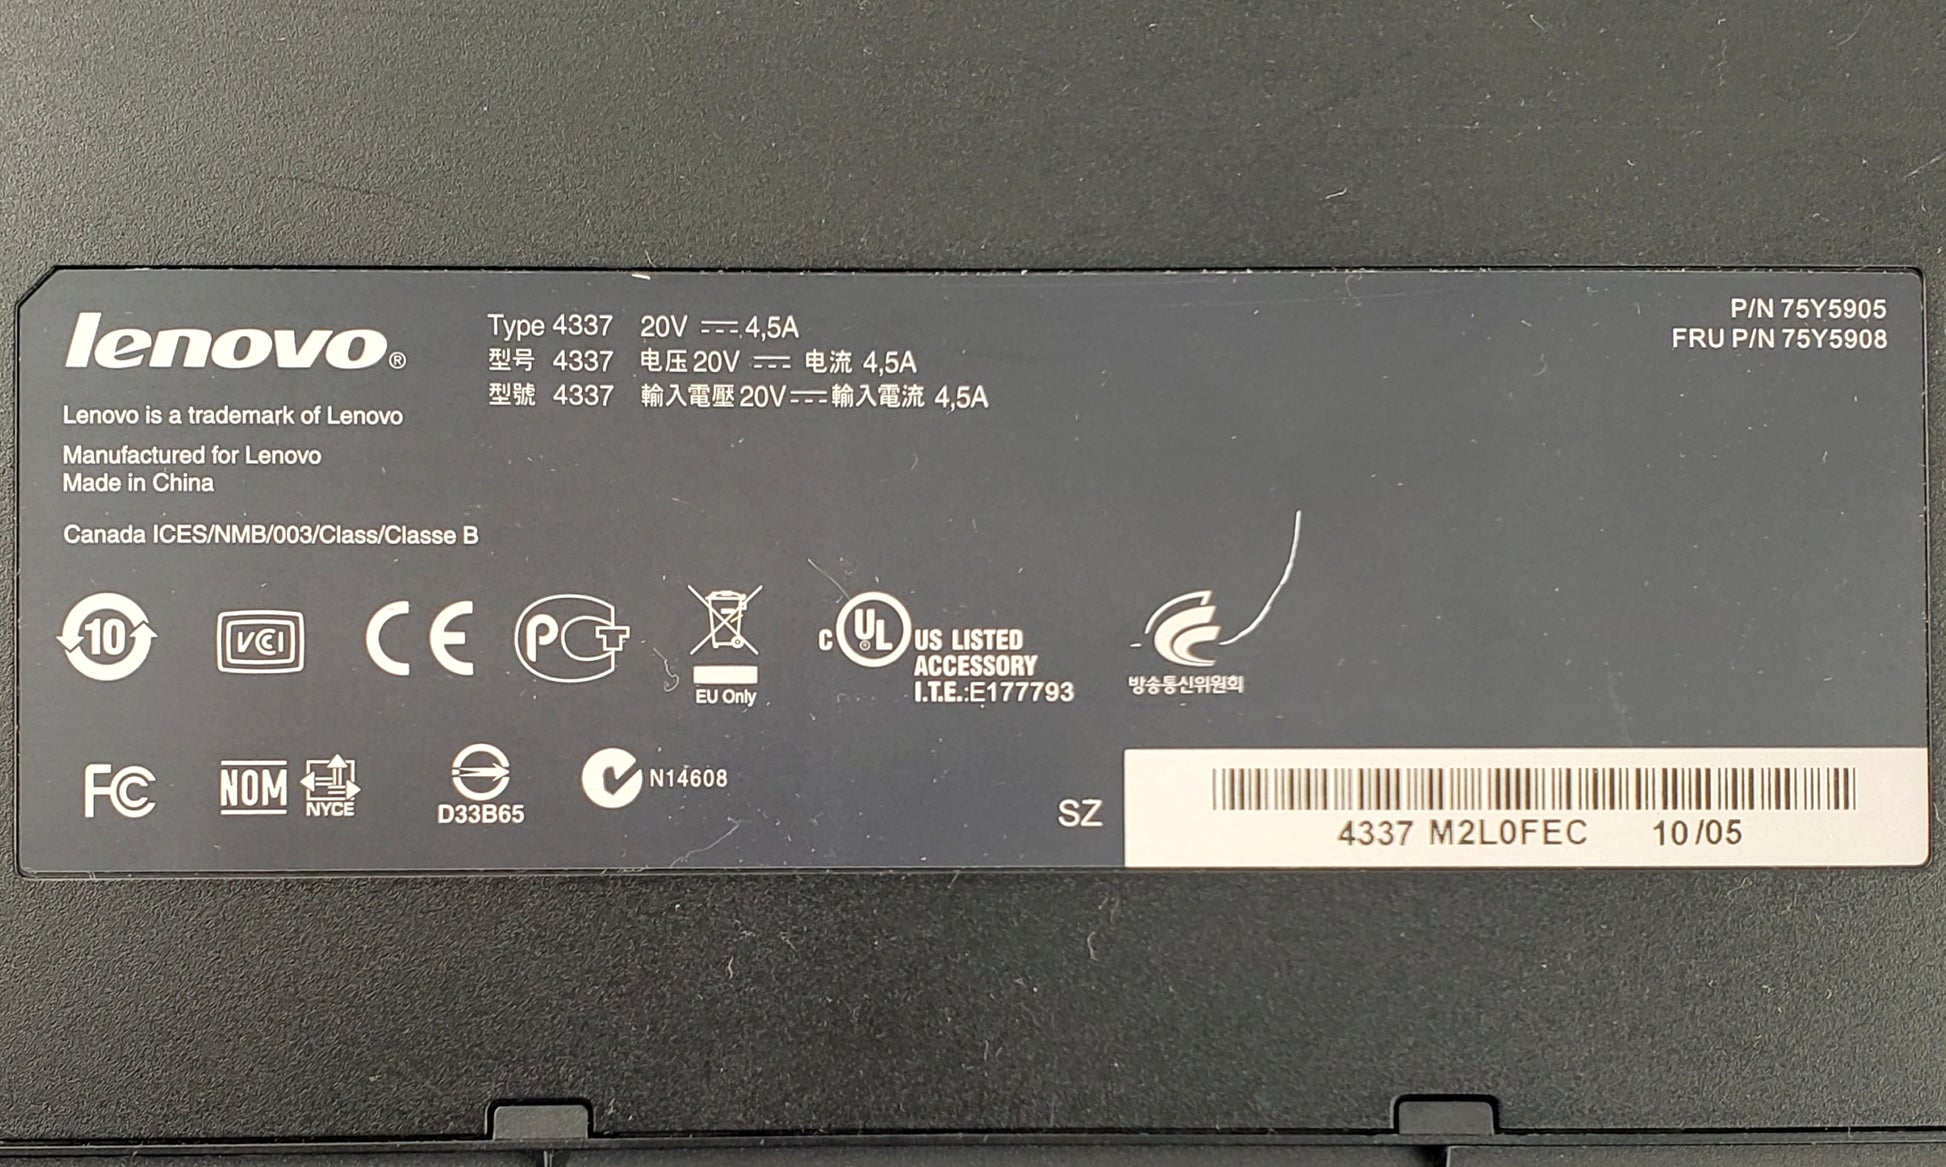 lenovo®
Type 4337 20V 4,5A
型号 4337 电压 20V 电流 4,5A
型號 4337 輸入電壓 20V 輸入電流 4,5A
P/N 75Y5905
FRU P/N 75Y5908
Lenovo is a trademark of Lenovo
Manufactured for Lenovo
Made in China
Canada ICES/NMB/003/Class/Classe B
10
VCI
CE
PCT
EU Only
c UL US LISTED
ACCESSORY
I.T.E.:E177793
방송통신위원회
FC
NOM NYCE
D33B65
N14608
SZ
4337 M2L0FEC 10/05